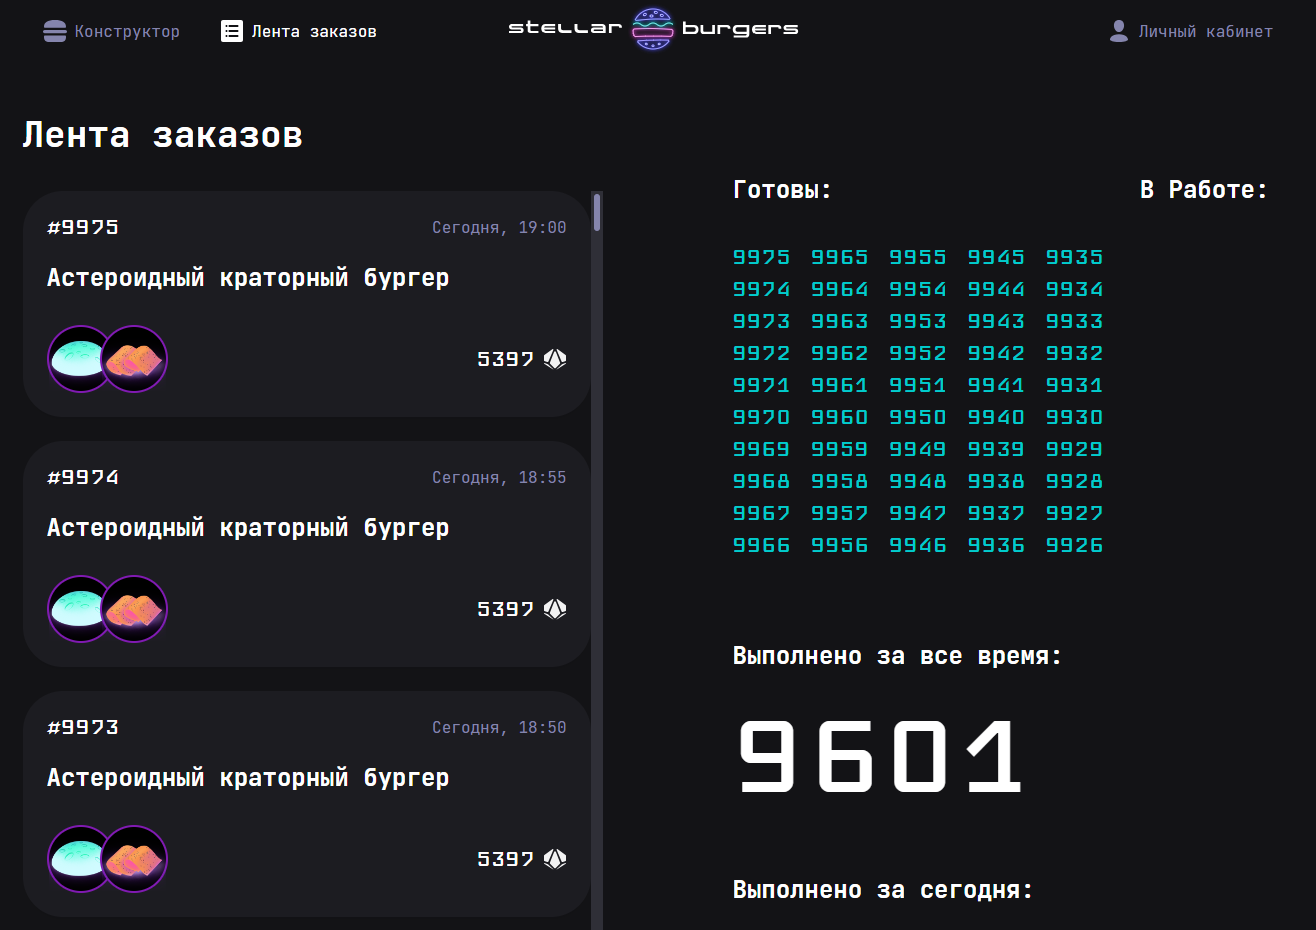 Конструктор
Лента заказов
stellar burgers
Личный кабинет
Лента заказов
#9975
Сегодня, 19:00
Астероидный краторный бургер
5397
#9974
Сегодня, 18:55
Астероидный краторный бургер
5397
#9973
Сегодня, 18:50
Астероидный краторный бургер
5397
Готовы:
В Работе:
9975 9965 9955 9945 9935
9974 9964 9954 9944 9934
9973 9963 9953 9943 9933
9972 9962 9952 9942 9932
9971 9961 9951 9941 9931
9970 9960 9950 9940 9930
9969 9959 9949 9939 9929
9968 9958 9948 9938 9928
9967 9957 9947 9937 9927
9966 9956 9946 9936 9926
Выполнено за все время:
9601
Выполнено за сегодня: